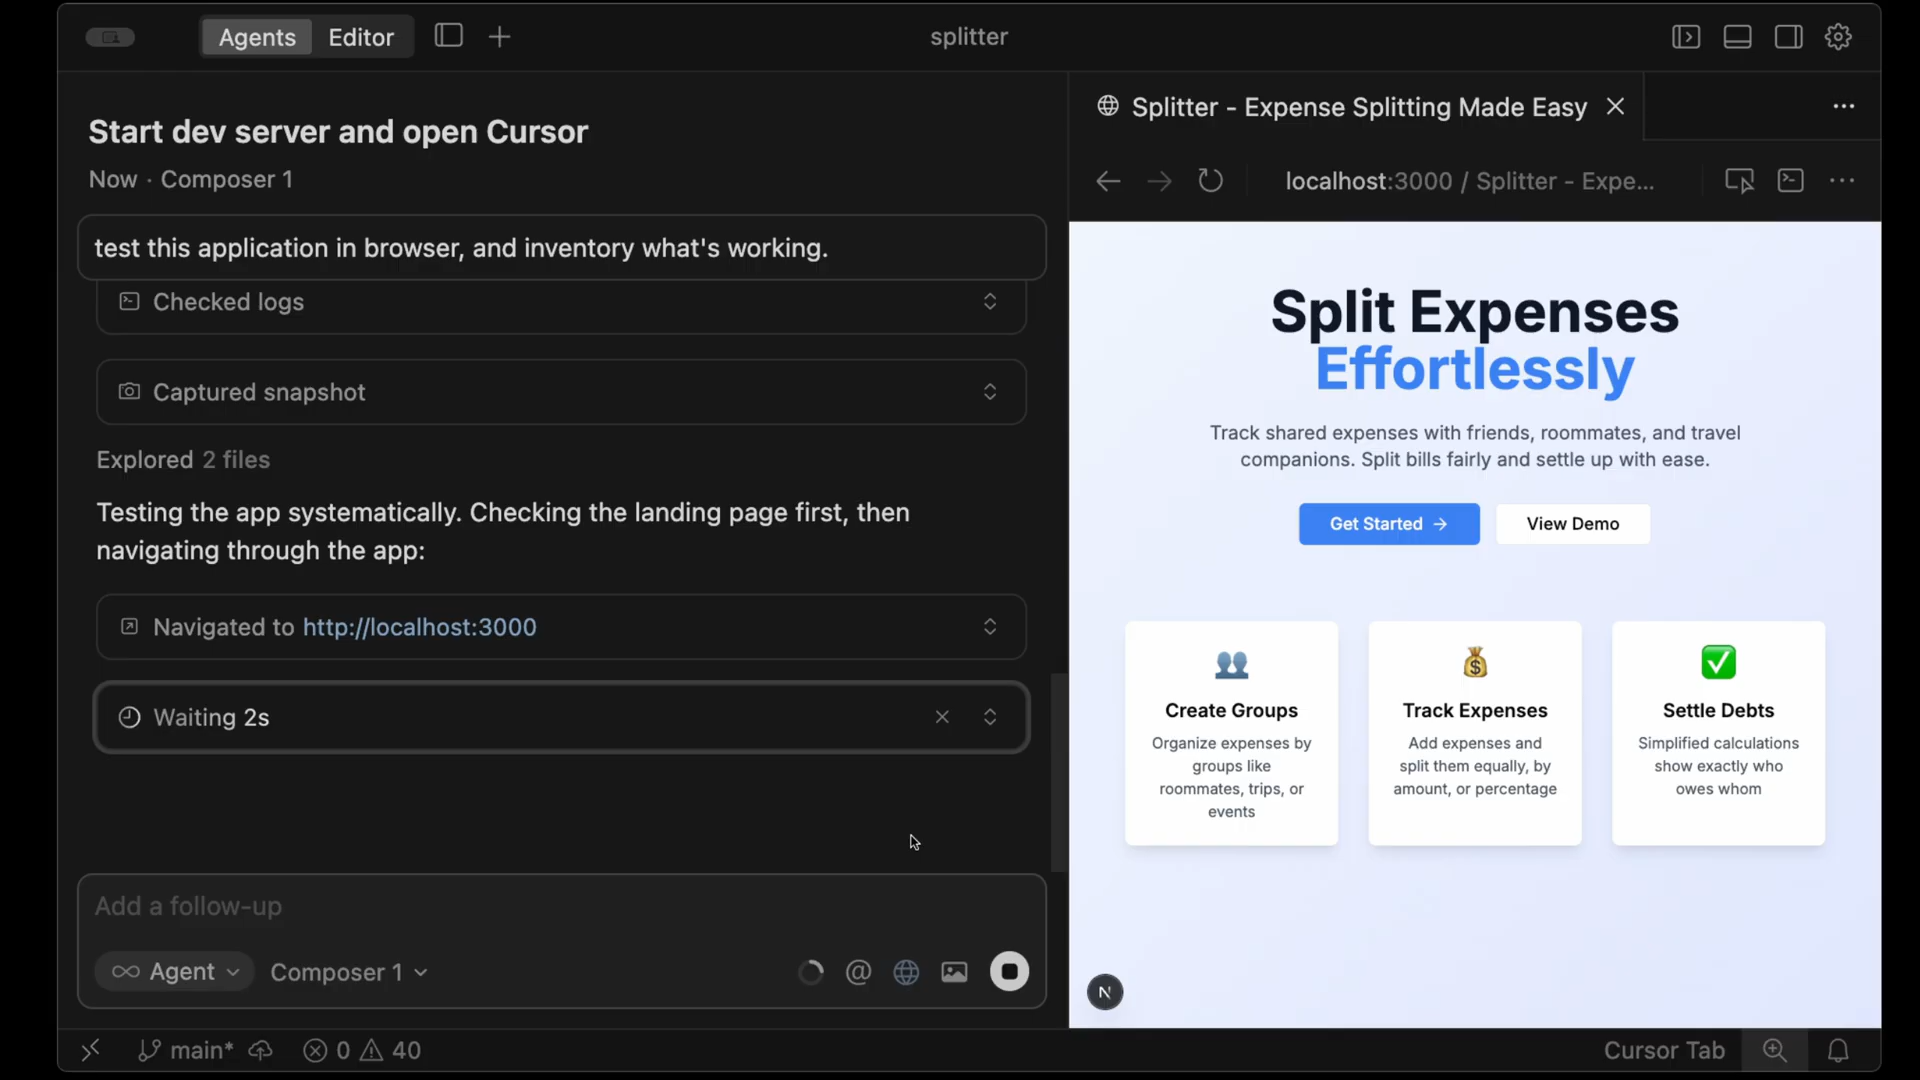 Agents Editor
splitter
Start dev server and open Cursor
Now · Composer 1
test this application in browser, and inventory what's working.
Checked logs
Captured snapshot
Explored 2 files
Testing the app systematically. Checking the landing page first, then
navigating through the app:
Navigated to http://localhost:3000
Waiting 2s
Add a follow-up
Agent Composer 1
main* 0 40
Splitter - Expense Splitting Made Easy
localhost:3000 / Splitter - Expe...
Split Expenses
Effortlessly
Track shared expenses with friends, roommates, and travel
companions. Split bills fairly and settle up with ease.
Get Started → View Demo
Create Groups
Organize expenses by
groups like
roommates, trips, or
events
Track Expenses
Add expenses and
split them equally, by
amount, or percentage
Settle Debts
Simplified calculations
show exactly who
owes whom
N
Cursor Tab